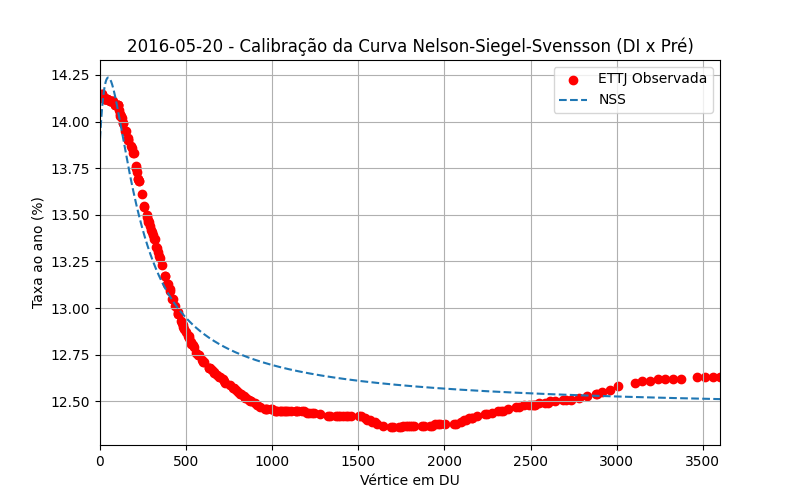 2016-05-20 - Calibração da Curva Nelson-Siegel-Svensson (DI x Pré)
ETTJ Observada
NSS
Taxa ao ano (%)
14.25
14.00
13.75
13.50
13.25
13.00
12.75
12.50
0 500 1000 1500 2000 2500 3000 3500
Vértice em DU